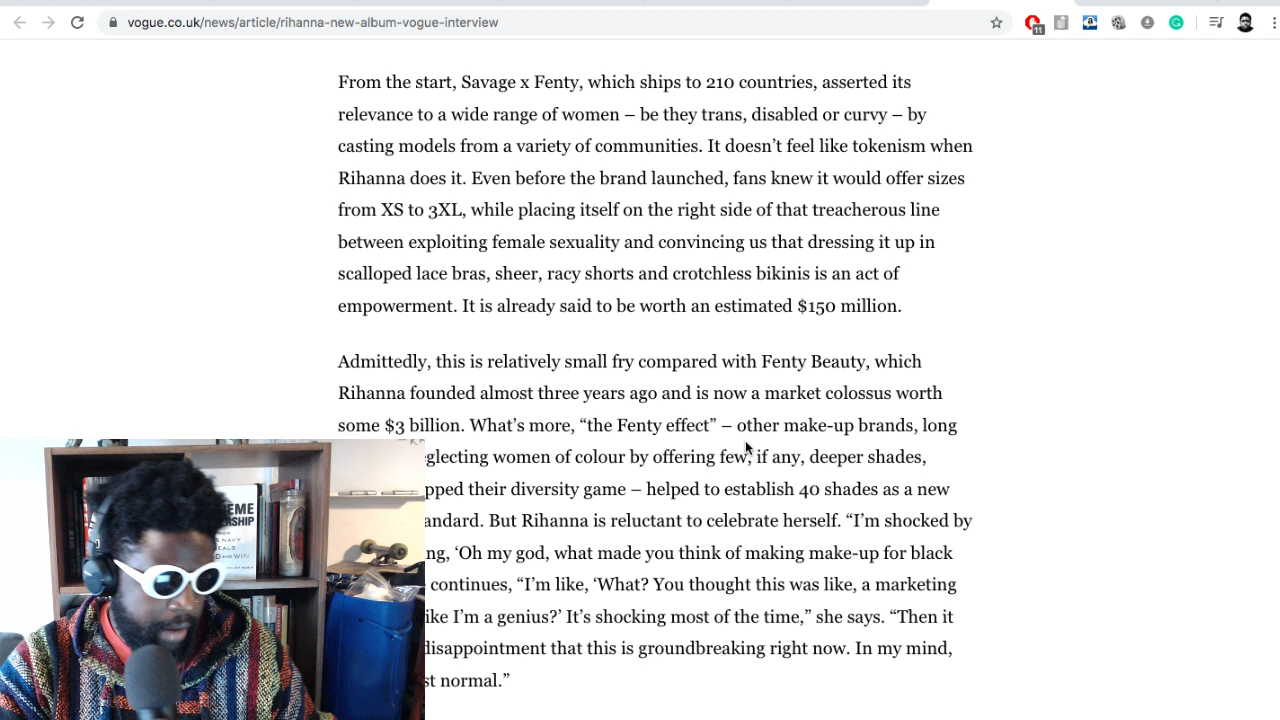 vogue.co.uk/news/article/rihanna-new-album-vogue-interview
11
From the start, Savage x Fenty, which ships to 210 countries, asserted its
relevance to a wide range of women – be they trans, disabled or curvy – by
casting models from a variety of communities. It doesn’t feel like tokenism when
Rihanna does it. Even before the brand launched, fans knew it would offer sizes
from XS to 3XL, while placing itself on the right side of that treacherous line
between exploiting female sexuality and convincing us that dressing it up in
scalloped lace bras, sheer, racy shorts and crotchless bikinis is an act of
empowerment. It is already said to be worth an estimated $150 million.
Admittedly, this is relatively small fry compared with Fenty Beauty, which
Rihanna founded almost three years ago and is now a market colossus worth
some $3 billion. What’s more, “the Fenty effect” – other make-up brands, long
glecting women of colour by offering few, if any, deeper shades,
pped their diversity game – helped to establish 40 shades as a new
andard. But Rihanna is reluctant to celebrate herself. “I’m shocked by
ng, ‘Oh my god, what made you think of making make-up for black
continues, “I’m like, ‘What? You thought this was like, a marketing
ike I’m a genius?’ It’s shocking most of the time,” she says. “Then it
disappointment that this is groundbreaking right now. In my mind,
st normal.”